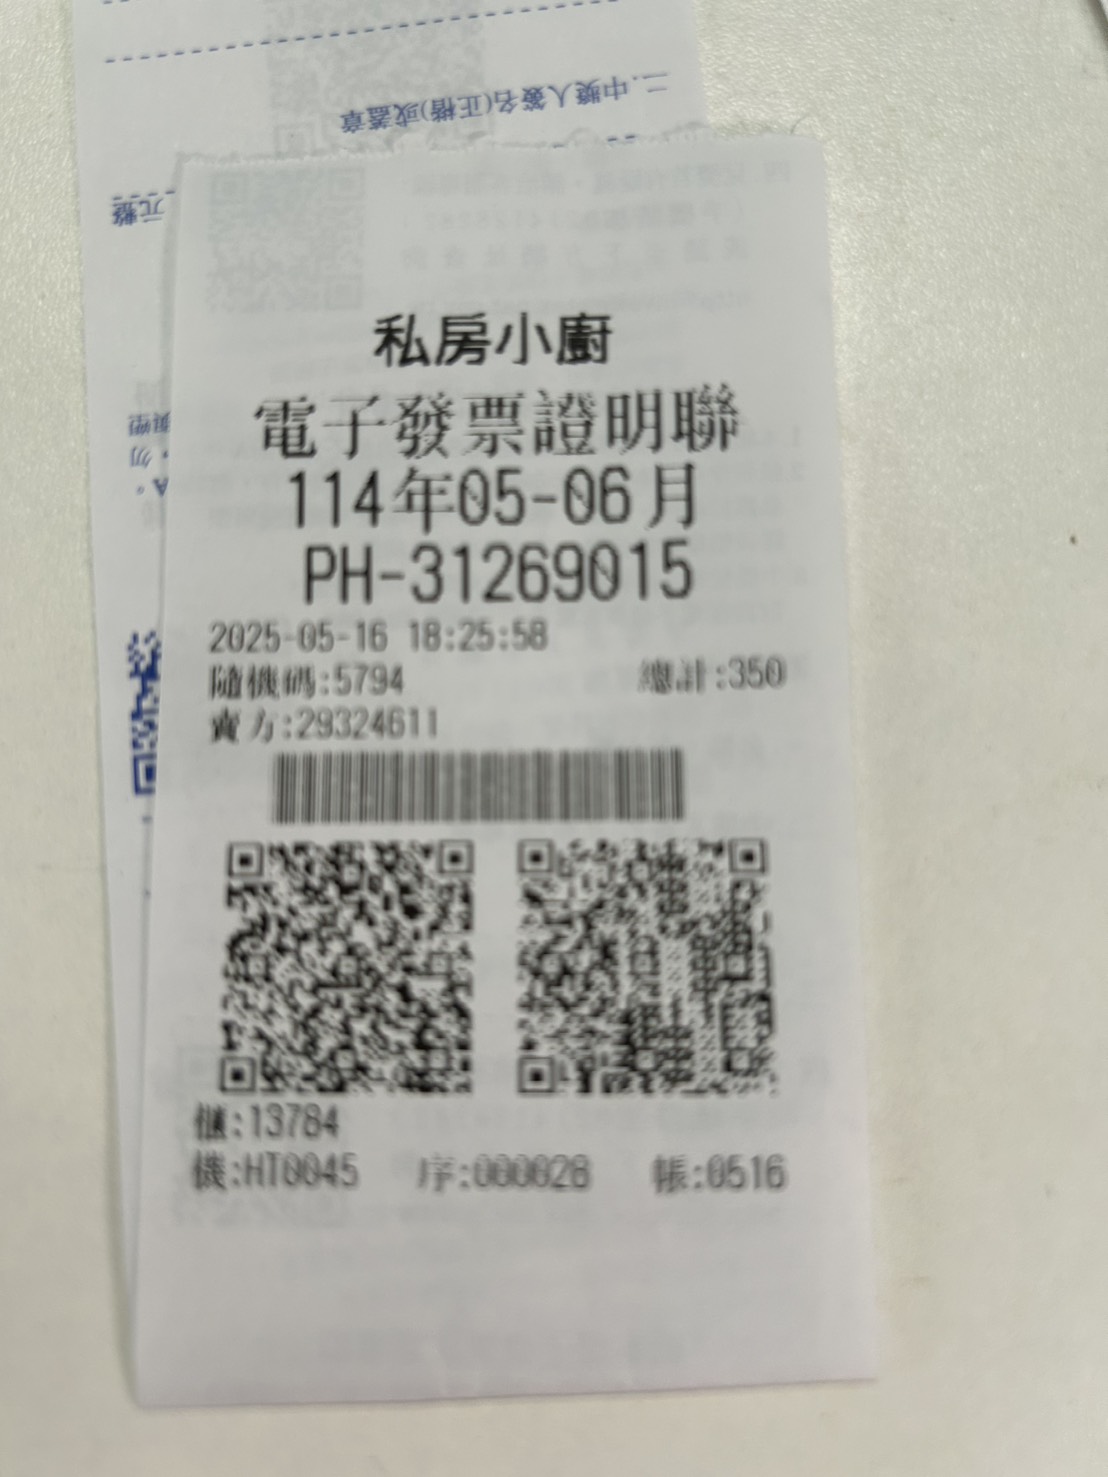 二.中獎人簽名(正楷)或蓋章
元整
私房小廚
電子發票證明聯
114年05-06月
PH-31269015
2025-05-16 18:25:58
隨機碼:5794 總計:350
賣方:29324611
櫃:13784
機:HT0045 序:000028 帳:0516